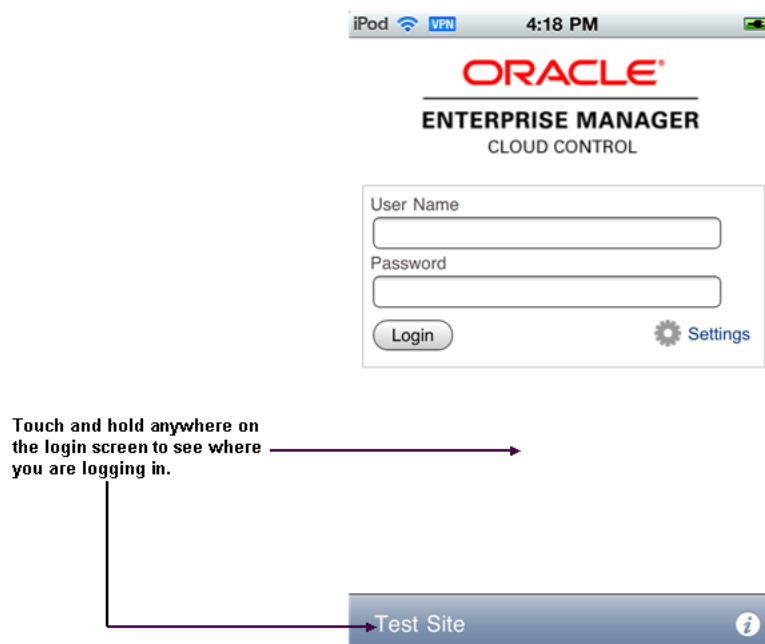 iPod VPN 4:18 PM
ORACLE®
ENTERPRISE MANAGER
CLOUD CONTROL
User Name
Password
Login Settings
Touch and hold anywhere on
the login screen to see where
you are logging in.
Test Site i